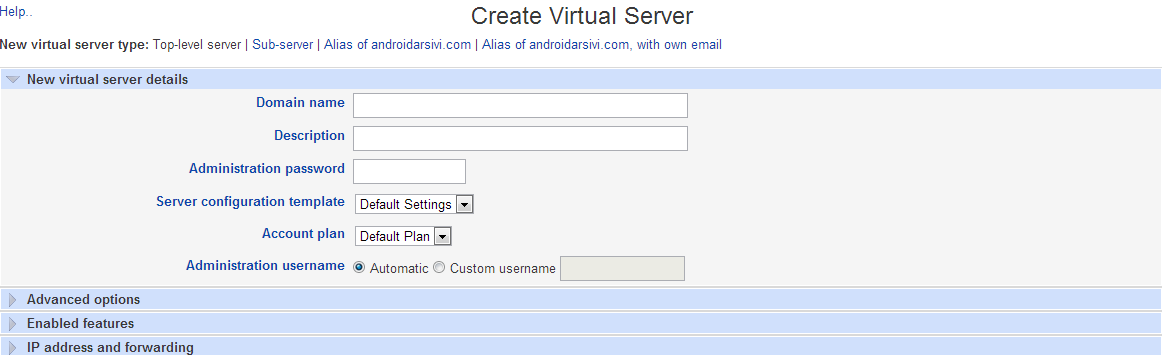 Help..
Create Virtual Server
New virtual server type: Top-level server | Sub-server | Alias of androidarsivi.com | Alias of androidarsivi.com, with own email
New virtual server details
Domain name
Description
Administration password
Server configuration template Default Settings
Account plan Default Plan
Administration username Automatic Custom username
Advanced options
Enabled features
IP address and forwarding